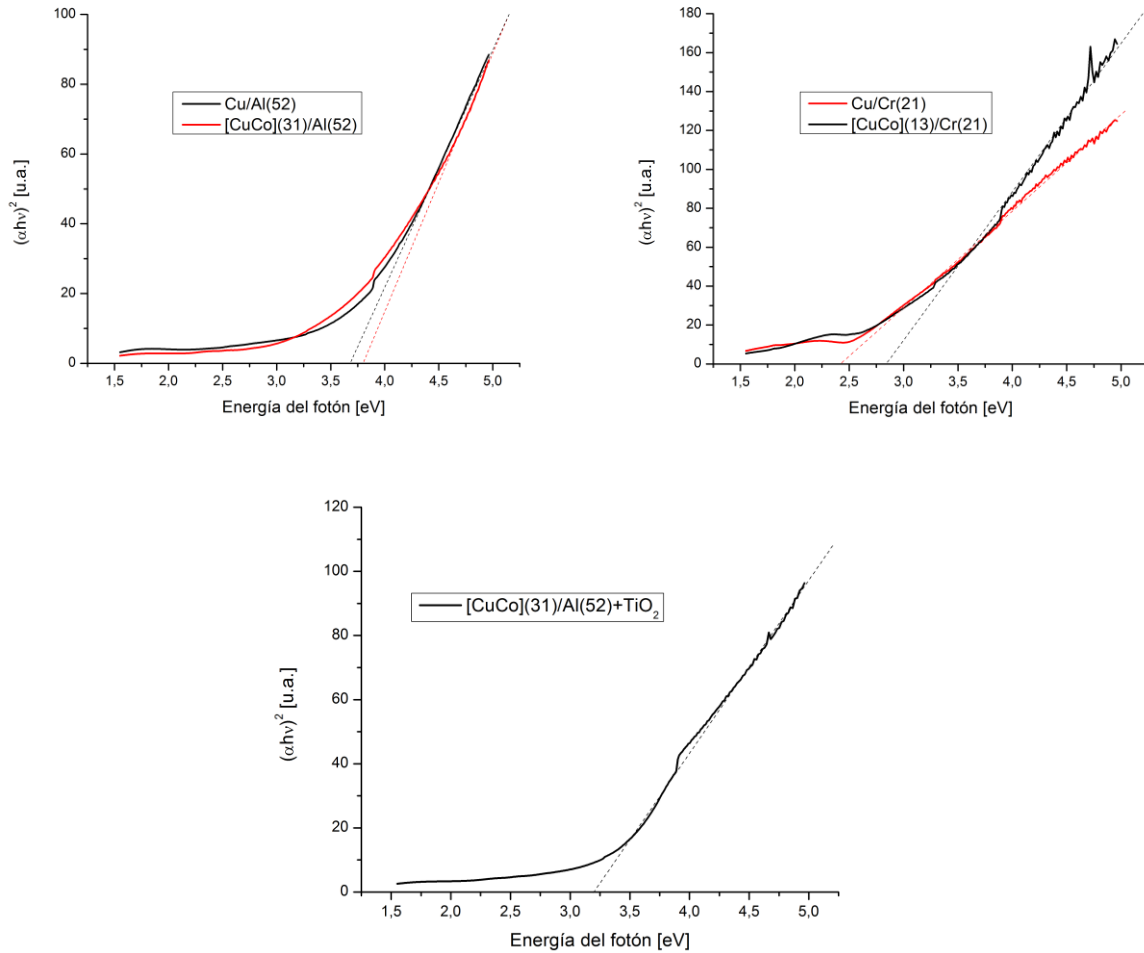 100
80
60
40
20
0
(αhν)² [u.a.]
Cu/Al(52)
[CuCo](31)/Al(52)
1,5 2,0 2,5 3,0 3,5 4,0 4,5 5,0
Energía del fotón [eV]
180
160
140
120
100
80
60
40
20
0
(αhν)² [u.a.]
Cu/Cr(21)
[CuCo](13)/Cr(21)
1,5 2,0 2,5 3,0 3,5 4,0 4,5 5,0
Energía del fotón [eV]
120
100
80
60
40
20
0
(αhν)² [u.a.]
[CuCo](31)/Al(52)+TiO₂
1,5 2,0 2,5 3,0 3,5 4,0 4,5 5,0
Energía del fotón [eV]